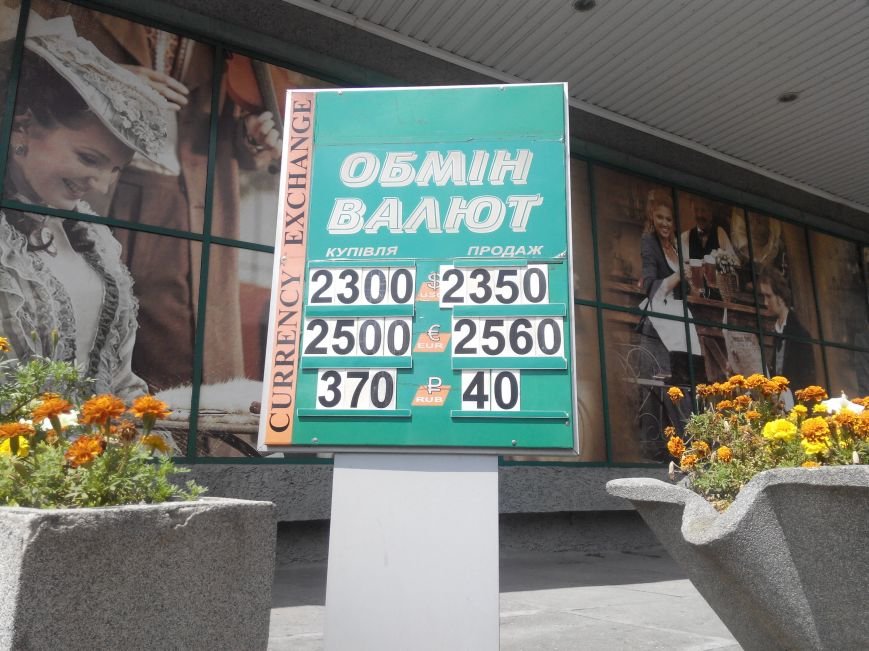 CURRENCY EXCHANGE
ОБМІН
ВАЛЮТ
КУПІВЛЯ ПРОДАЖ
2300 $ USD 2350
2500 € EUR 2560
370 ₽ RUB 40